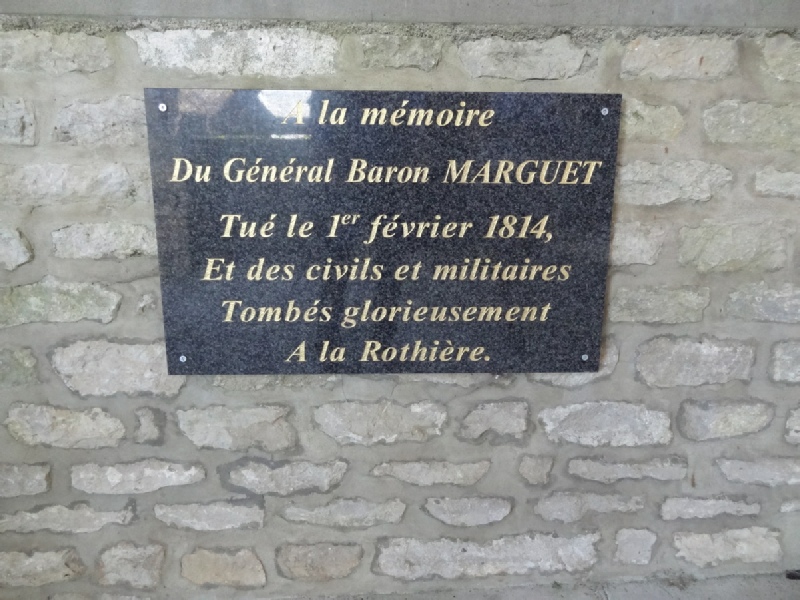 A la mémoire
Du Général Baron MARGUET
Tué le 1er février 1814,
Et des civils et militaires
Tombés glorieusement
A la Rothière.